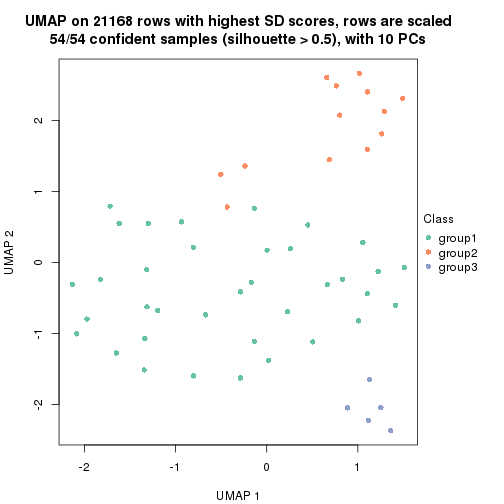 UMAP on 21168 rows with highest SD scores, rows are scaled
54/54 confident samples (silhouette > 0.5), with 10 PCs
2
1
0
-1
-2
UMAP 2
-2
-1
0
1
UMAP 1
Class
group1
group2
group3